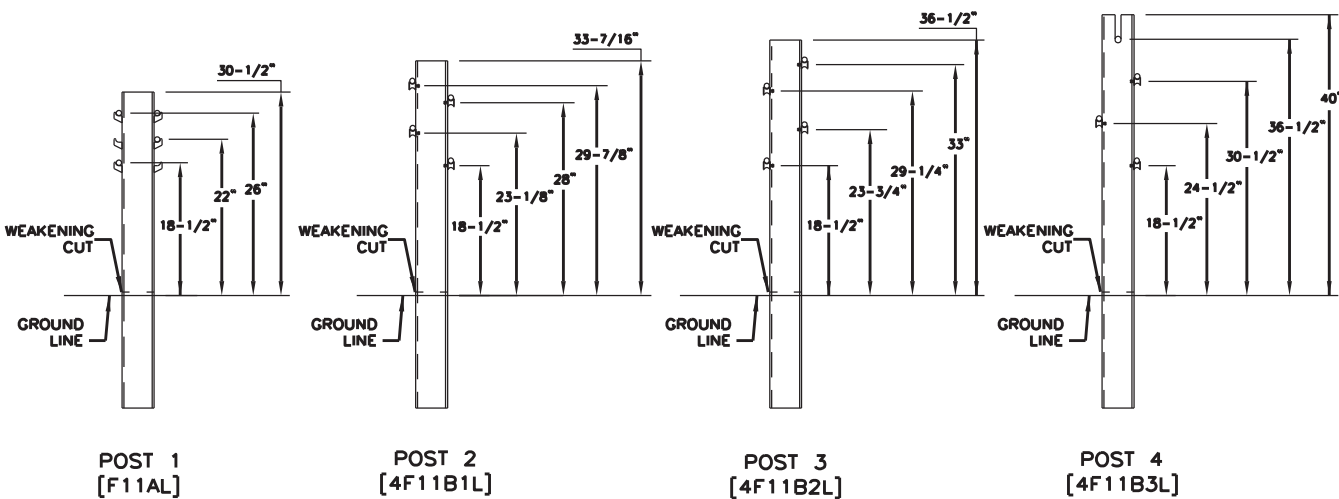 30-1/2"
26"
22"
18-1/2"
WEAKENING
CUT
GROUND
LINE
POST 1
[F11AL]
33-7/16"
29-7/8"
28"
23-1/8"
18-1/2"
WEAKENING
CUT
GROUND
LINE
POST 2
[4F11B1L]
36-1/2"
33"
29-1/4"
23-3/4"
18-1/2"
WEAKENING
CUT
GROUND
LINE
POST 3
[4F11B2L]
40"
36-1/2"
30-1/2"
24-1/2"
18-1/2"
WEAKENING
CUT
GROUND
LINE
POST 4
[4F11B3L]